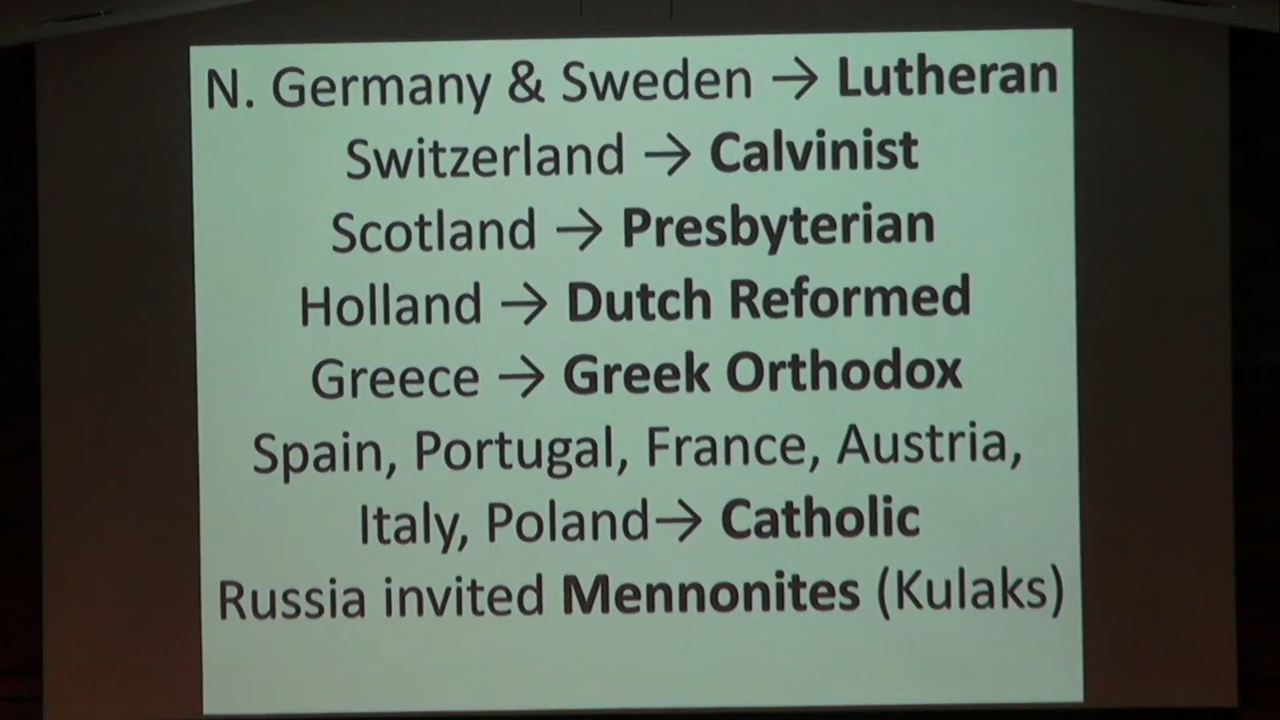 N. Germany & Sweden → Lutheran
Switzerland → Calvinist
Scotland → Presbyterian
Holland → Dutch Reformed
Greece → Greek Orthodox
Spain, Portugal, France, Austria,
Italy, Poland→ Catholic
Russia invited Mennonites (Kulaks)